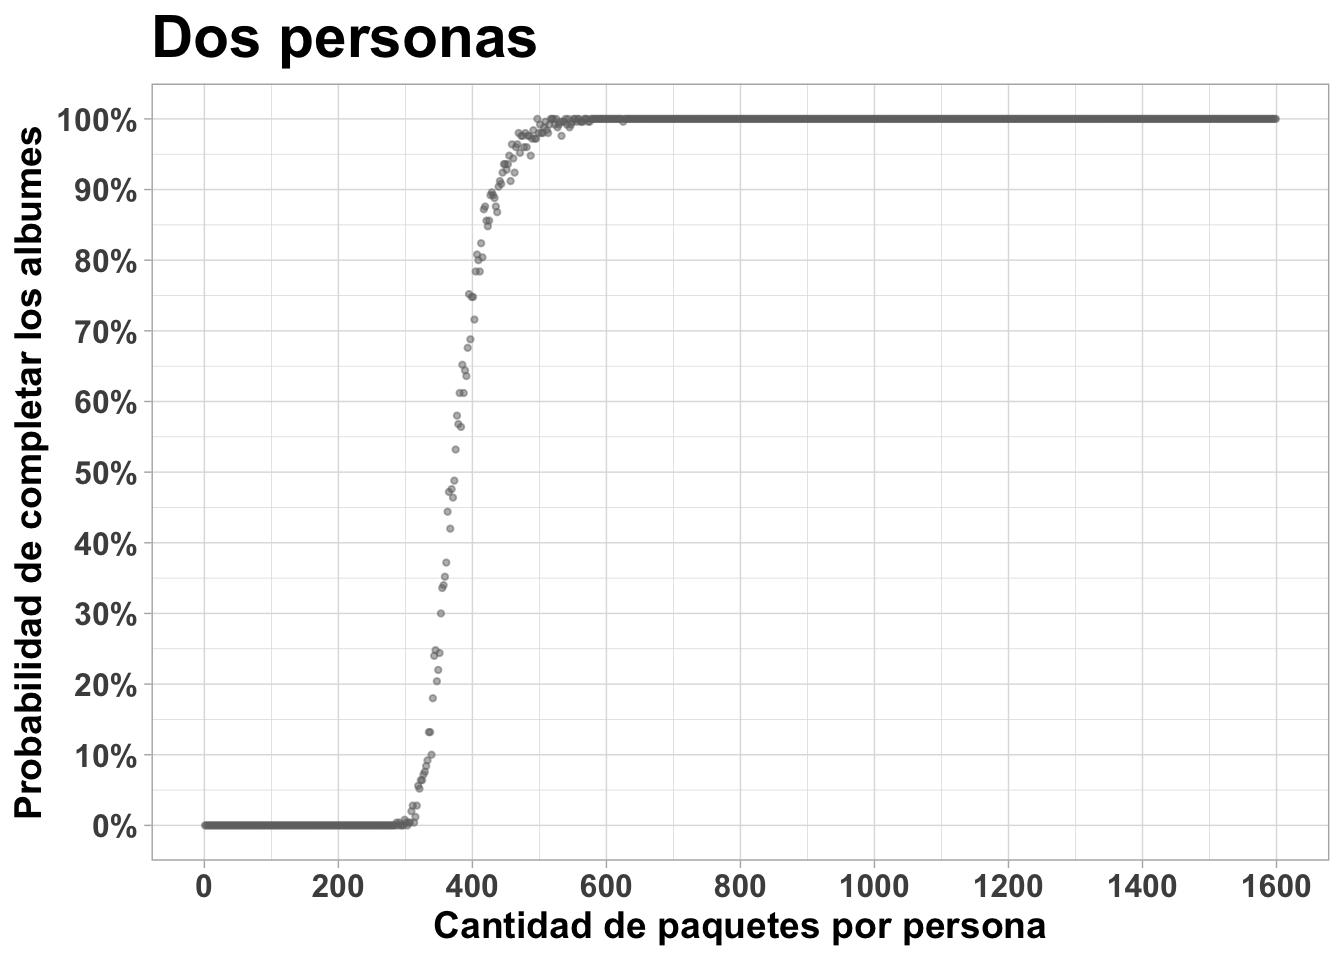 Dos personas
Probabilidad de completar los albumes
100%
90%
80%
70%
60%
50%
40%
30%
20%
10%
0%
0 200 400 600 800 1000 1200 1400 1600
Cantidad de paquetes por persona